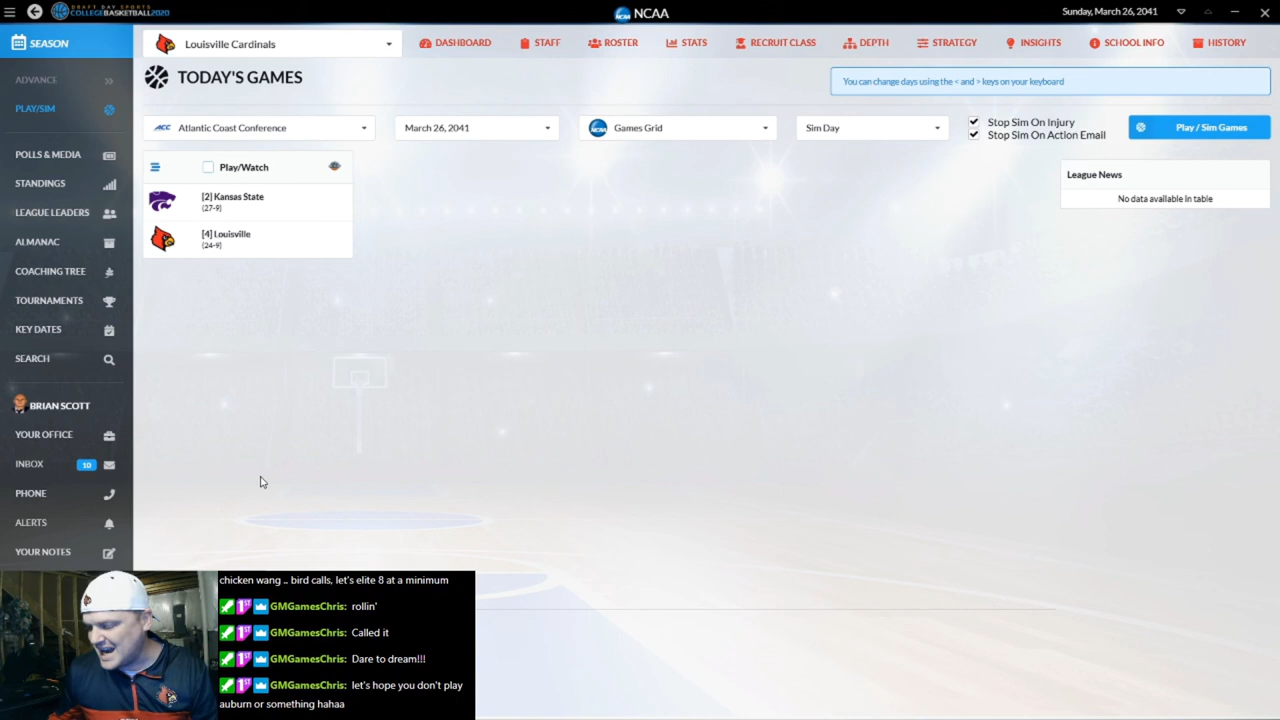 DRAFT DAY SPORTS
COLLEGE BASKETBALL 2020
NCAA
Sunday, March 26, 2041
SEASON
Louisville Cardinals
DASHBOARD
STAFF
ROSTER
STATS
RECRUIT CLASS
DEPTH
STRATEGY
INSIGHTS
SCHOOL INFO
HISTORY
ADVANCE
TODAY'S GAMES
You can change days using the < and > keys on your keyboard
PLAY/SIM
ACC Atlantic Coast Conference
March 26, 2041
NCAA Games Grid
Sim Day
Stop Sim On Injury
Stop Sim On Action Email
Play / Sim Games
POLLS & MEDIA
STANDINGS
LEAGUE LEADERS
ALMANAC
COACHING TREE
TOURNAMENTS
KEY DATES
SEARCH
BRIAN SCOTT
YOUR OFFICE
INBOX 10
PHONE
ALERTS
YOUR NOTES
Play/Watch
[2] Kansas State
(27-9)
[4] Louisville
(24-9)
League News
No data available in table
chicken wang .. bird calls, let's elite 8 at a minimum
GMGamesChris: rollin'
GMGamesChris: Called it
GMGamesChris: Dare to dream!!!
GMGamesChris: let's hope you don't play
auburn or something hahaa